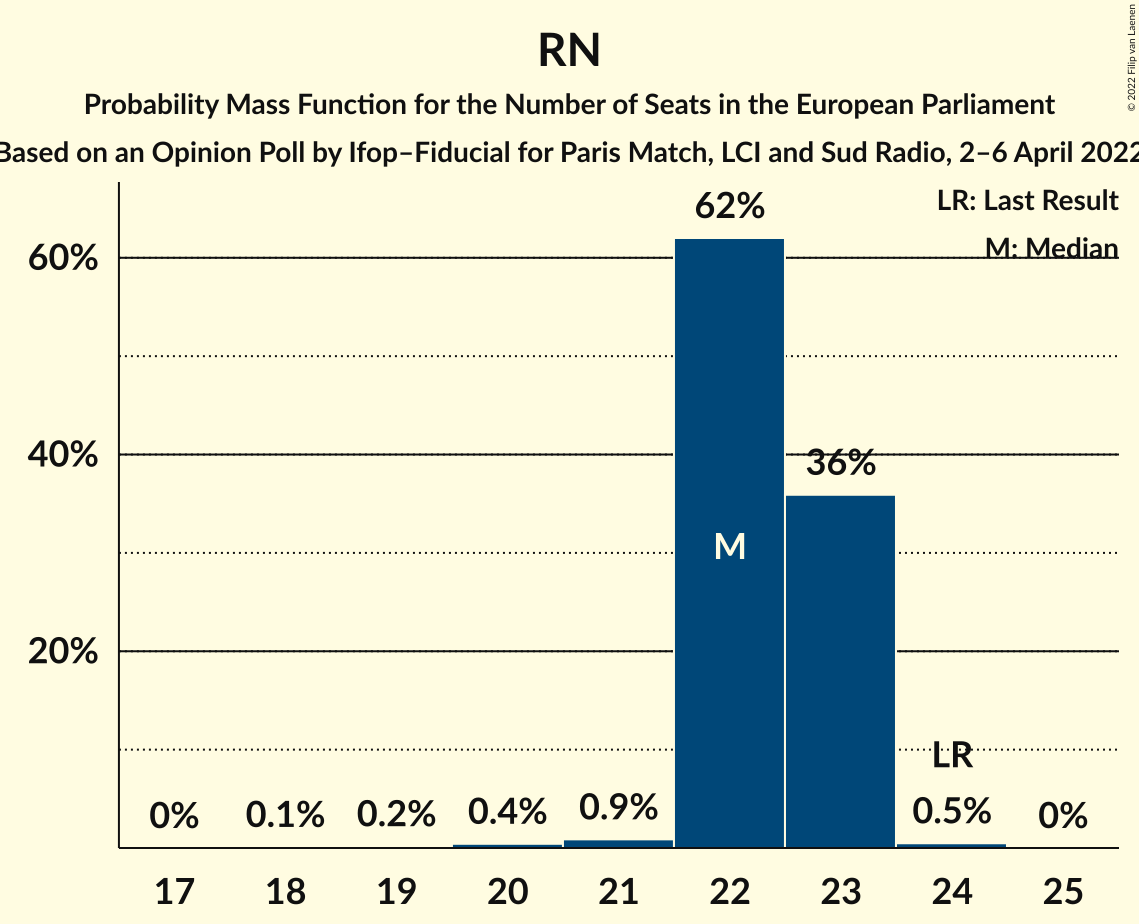 RN
Probability Mass Function for the Number of Seats in the European Parliament
Based on an Opinion Poll by Ifop–Fiducial for Paris Match, LCI and Sud Radio, 2–6 April 2022
© 2022 Filip van Laenen
LR: Last Result
M: Median
60%
40%
20%
0%
0.1%
0.2%
0.4%
0.9%
62%
M
36%
LR
0.5%
0%
17 18 19 20 21 22 23 24 25